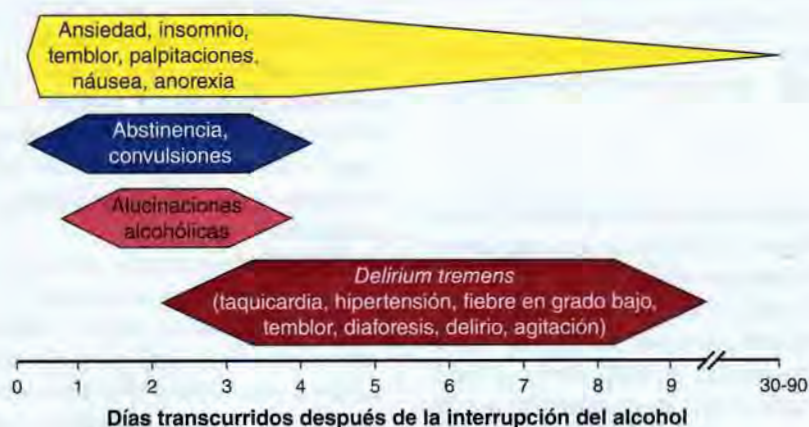 Ansiedad, insomnio,
temblor, palpitaciones,
náusea, anorexia
Abstinencia,
convulsiones
Alucinaciones
alcohólicas
Delírium tremens
(taquicardia, hipertensión, fiebre en grado bajo,
temblor, diaforesis, delirio, agitación)
0 1 2 3 4 5 6 7 8 9 30-90
Días transcurridos después de la interrupción del alcohol